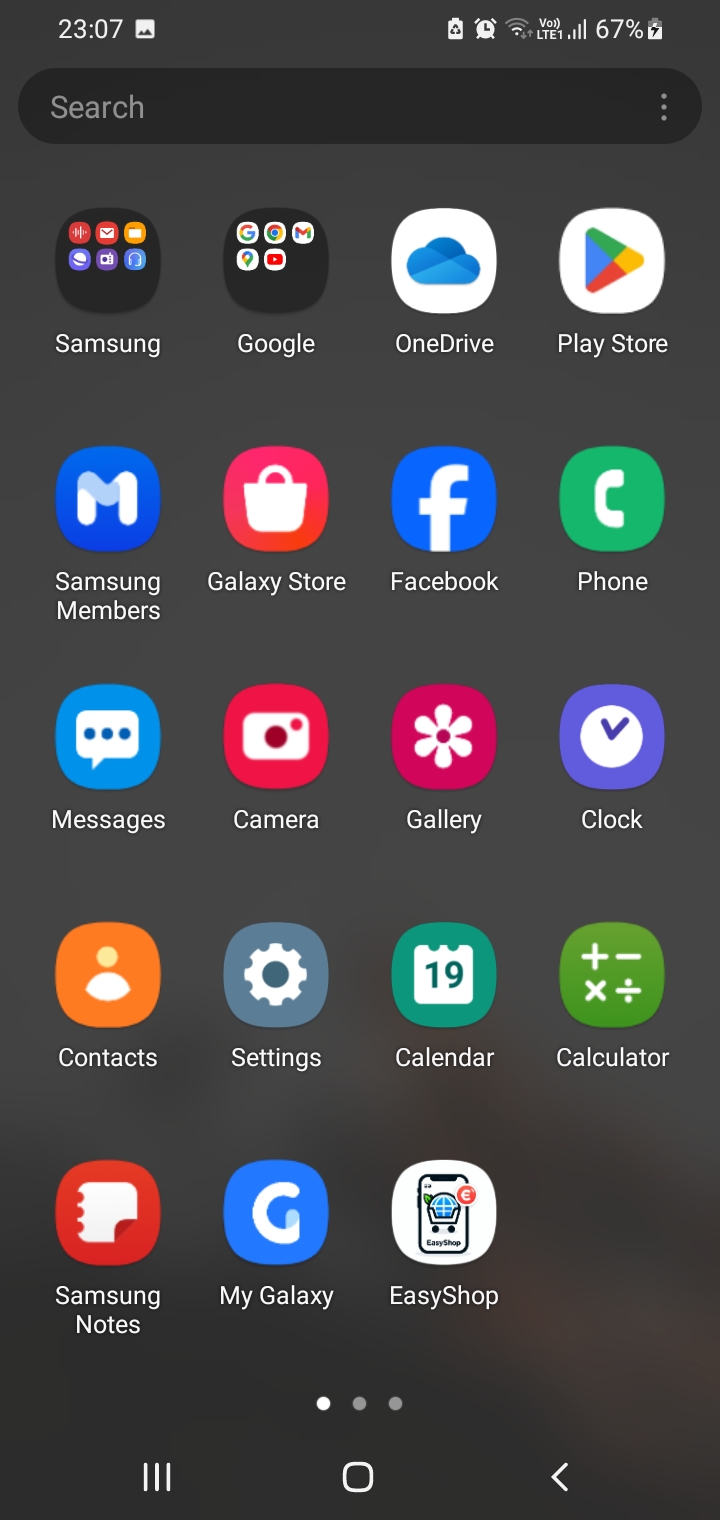 23:07
Vo)) LTE1 67%
Search
Samsung Google OneDrive Play Store
Samsung Members Galaxy Store Facebook Phone
Messages Camera Gallery Clock
19
Contacts Settings Calendar Calculator
EasyShop
Samsung Notes My Galaxy EasyShop